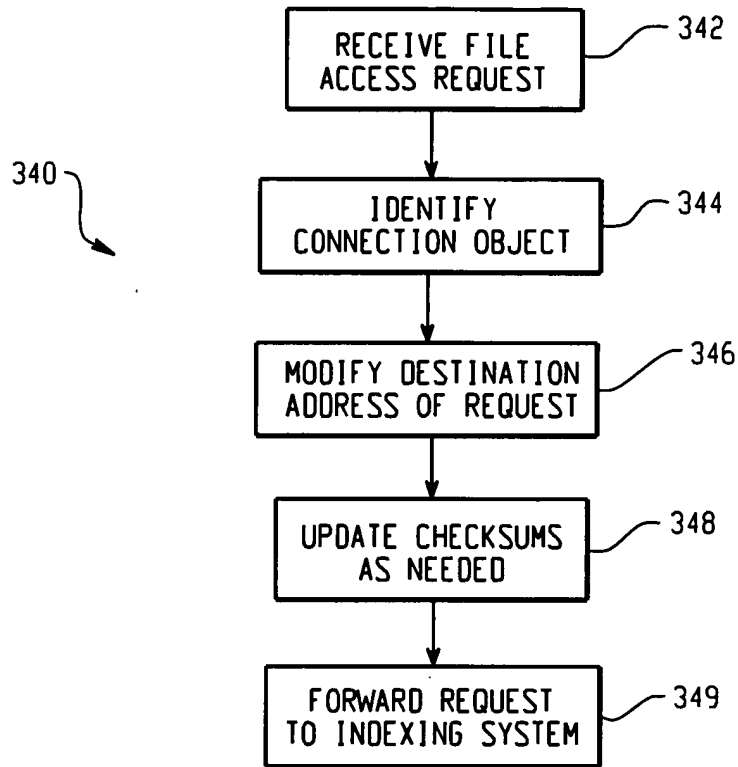 RECEIVE FILE
ACCESS REQUEST
342
340
IDENTIFY
CONNECTION OBJECT
344
MODIFY DESTINATION
ADDRESS OF REQUEST
346
UPDATE CHECKSUMS
AS NEEDED
348
FORWARD REQUEST
TO INDEXING SYSTEM
349